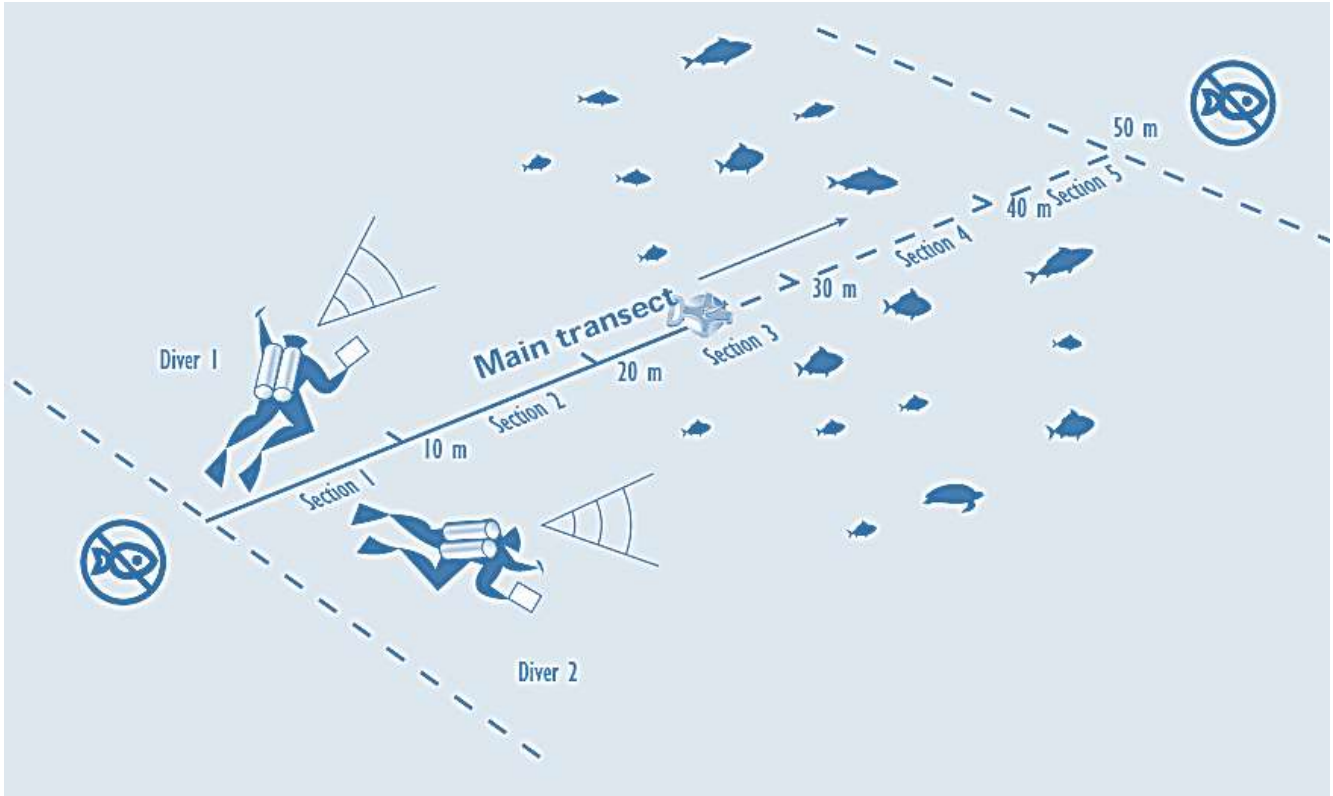 50 m
Section 5
40 m
Section 4
30 m
Main transect
Section 3
Diver 1
20 m
Section 2
10 m
Section 1
Diver 2